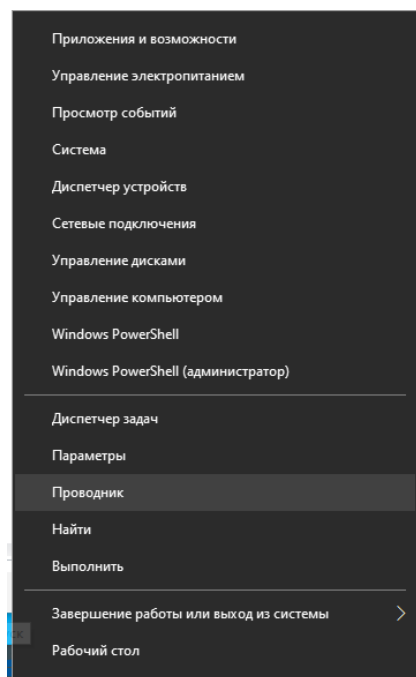 Приложения и возможности
Управление электропитанием
Просмотр событий
Система
Диспетчер устройств
Сетевые подключения
Управление дисками
Управление компьютером
Windows PowerShell
Windows PowerShell (администратор)
Диспетчер задач
Параметры
Проводник
Найти
Выполнить
Завершение работы или выход из системы
Рабочий стол